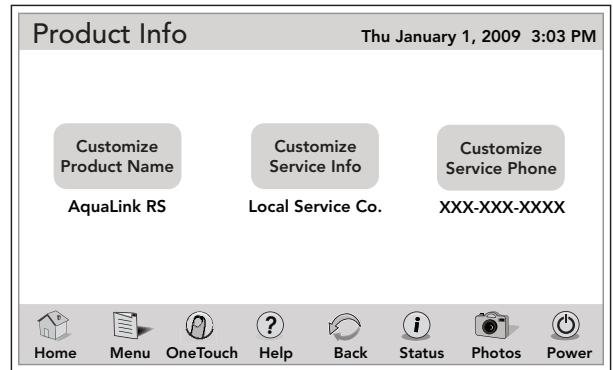 Product Info
Thu January 1, 2009 3:03 PM
Customize
Product Name
Customize
Service Info
Customize
Service Phone
AquaLink RS
Local Service Co.
XXX-XXX-XXXX
?
i
Home
Menu
OneTouch
Help
Back
Status
Photos
Power